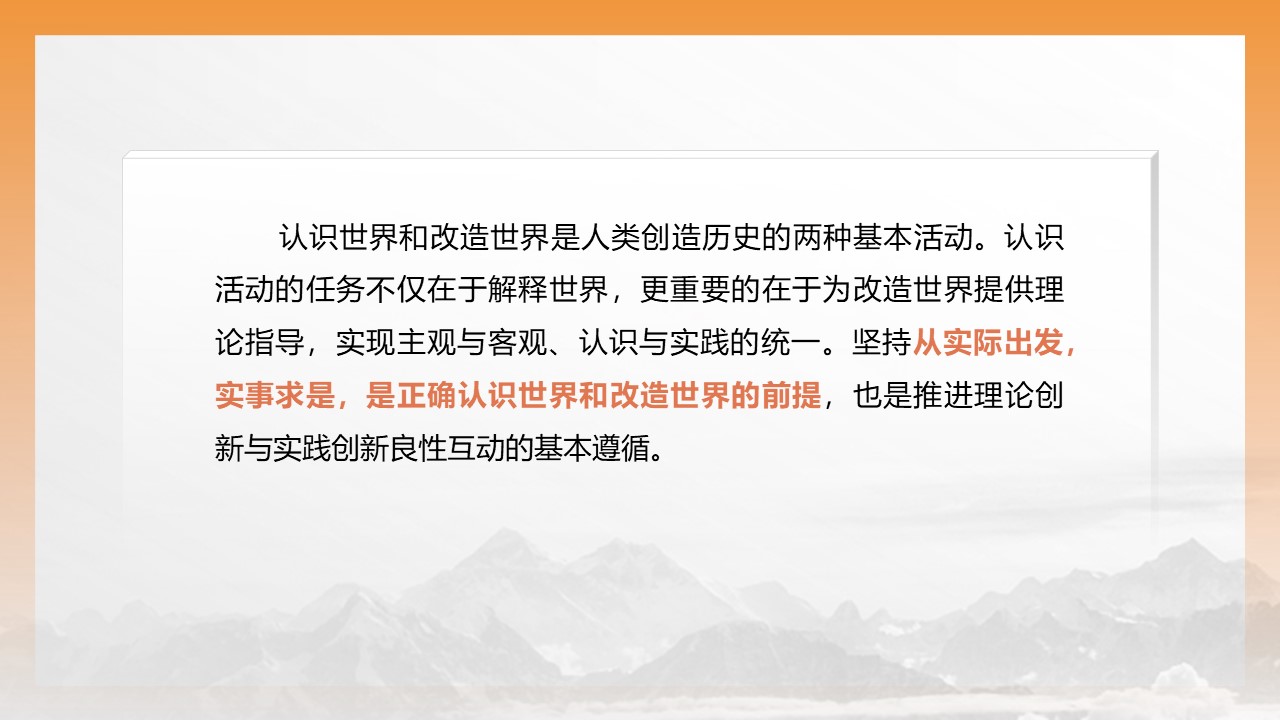 认识世界和改造世界是人类创造历史的两种基本活动。认识
活动的任务不仅在于解释世界，更重要的在于为改造世界提供理
论指导，实现主观与客观、认识与实践的统一。坚持从实际出发，
实事求是，是正确认识世界和改造世界的前提，也是推进理论创
新与实践创新良性互动的基本遵循。